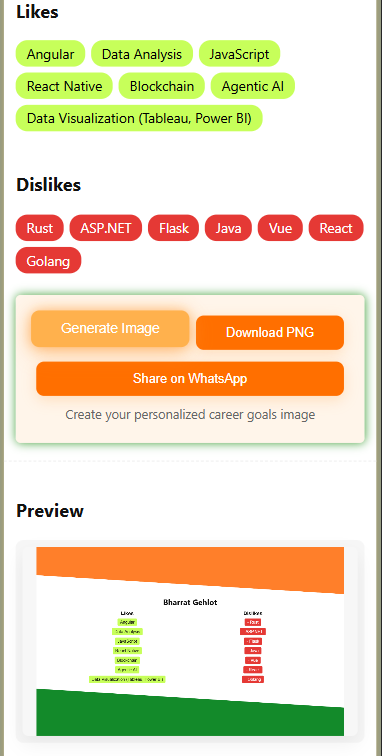 Likes
Angular Data Analysis JavaScript
React Native Blockchain Agentic AI
Data Visualization (Tableau, Power BI)
Dislikes
Rust ASP.NET Flask Java Vue React
Golang
Generate Image Download PNG
Share on WhatsApp
Create your personalized career goals image
Preview
Bharrat Gehlot
Likes Dislikes
Angular - Rust
Data Analysis - ASP.NET
JavaScript - Flask
React Native - Java
Blockchain - Vue
Agentic AI - React
Data Visualization (Tableau, Power BI) - Golang